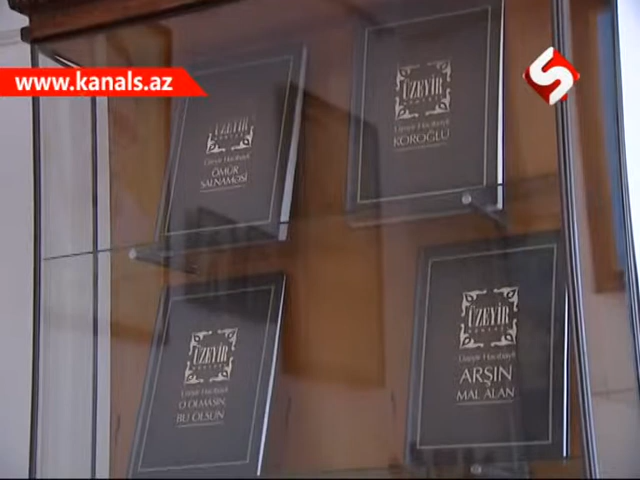 www.kanals.az
S
ÜZEYİR
Üzeyir Hacıbəyli
ÖMÜR
SALNAMƏSİ
ÜZEYİR
Üzeyir Hacıbəyli
KOROĞLU
ÜZEYİR
Üzeyir Hacıbəyli
O OLMASIN
BU OLSUN
ÜZEYİR
Üzeyir Hacıbəyli
ARŞIN
MAL ALAN